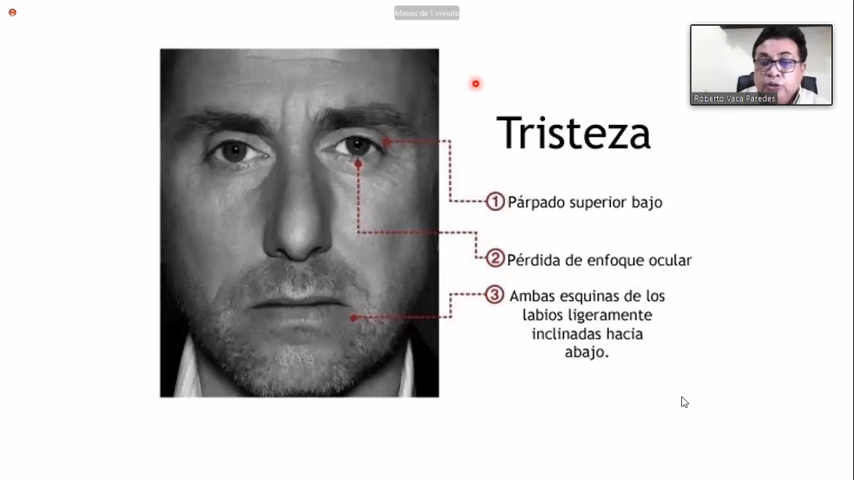 Menos de 1 minuto
Roberto Vaca Paredes
Tristeza
1 Párpado superior bajo
2 Pérdida de enfoque ocular
3 Ambas esquinas de los
labios ligeramente
inclinadas hacia
abajo.